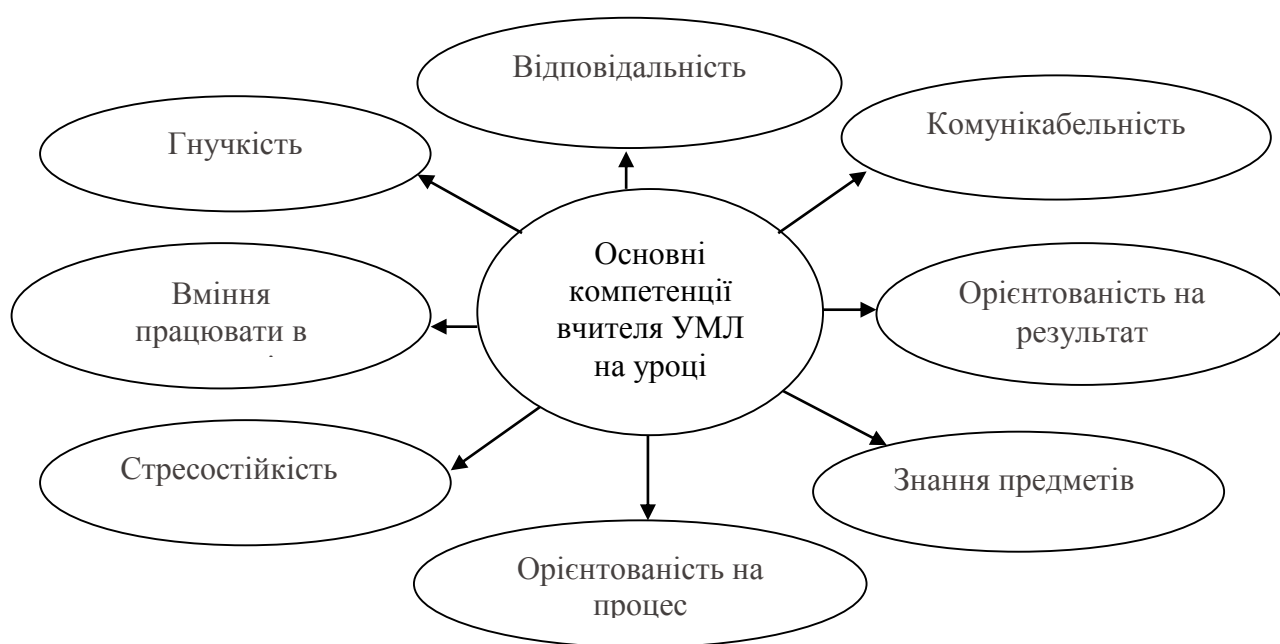 Відповідальність
Гнучкість
Комунікабельність
Основні
компетенції
вчителя УМЛ
на уроці
Вміння
працювати в
Орієнтованість на
результат
Стресостійкість
Знання предметів
Орієнтованість на
процес